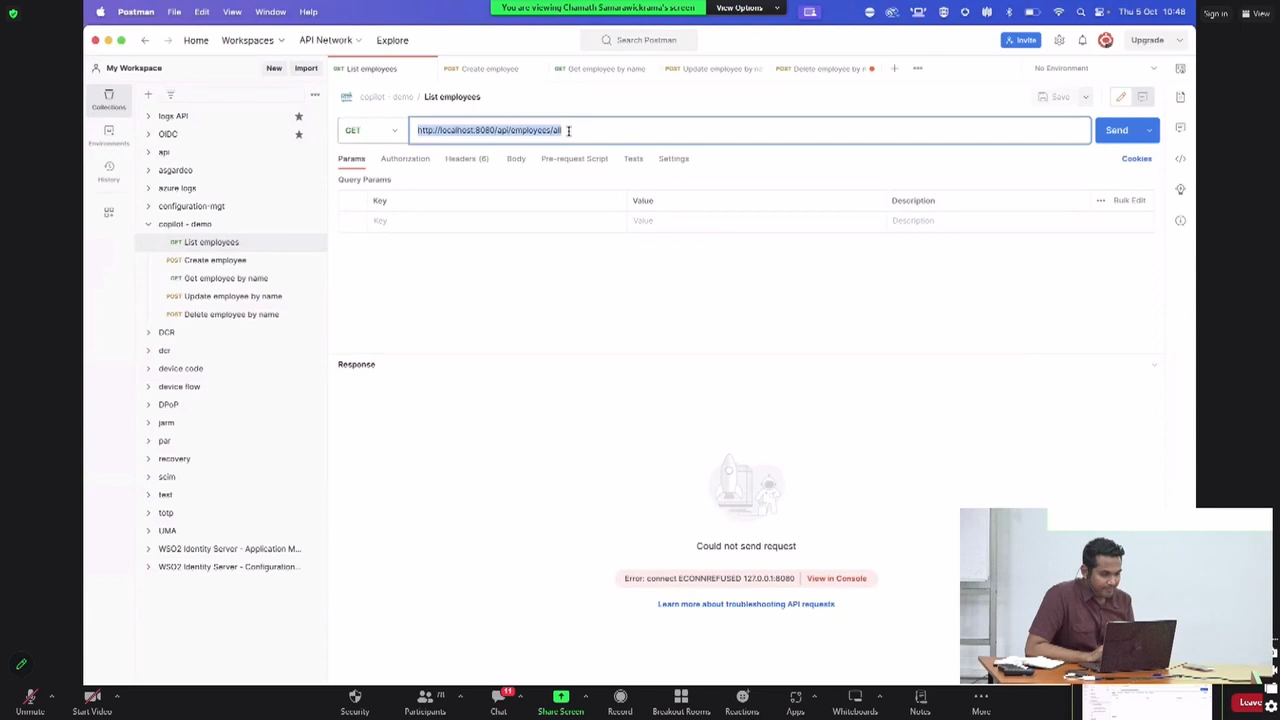 Postman File Edit View Window Help
You are viewing Chamath Samarawickrama's screen View Options
Thu 5 Oct 10:48
Sign in View
Home Workspaces API Network Explore
Search Postman
Invite
Upgrade
My Workspace
New Import
GET List employees
POST Create employee
GET Get employee by name
POST Update employee by n
POST Delete employee by n
No Environment
Collections
Environments
History
logs API
OIDC
api
asgardeo
azure logs
configuration-mgt
copilot - demo
GET List employees
POST Create employee
GET Get employee by name
POST Update employee by name
POST Delete employee by name
DCR
dcr
device code
device flow
DPoP
jarm
par
recovery
scim
test
totp
UMA
WSO2 Identity Server - Application M...
WSO2 Identity Server - Configuration...
copilot - demo / List employees
Save
GET
http://localhost:8080/api/employees/all
Send
Params Authorization Headers (6) Body Pre-request Script Tests Settings
Cookies
Query Params
Key Value Description
Bulk Edit
Key Value Description
Response
Could not send request
Error: connect ECONNREFUSED 127.0.0.1:8080 View in Console
Learn more about troubleshooting API requests
Unmute
Start Video
Security
Share Screen
Record
Breakout Rooms
Reactions
Apps
Whiteboards
Notes
More
Leave